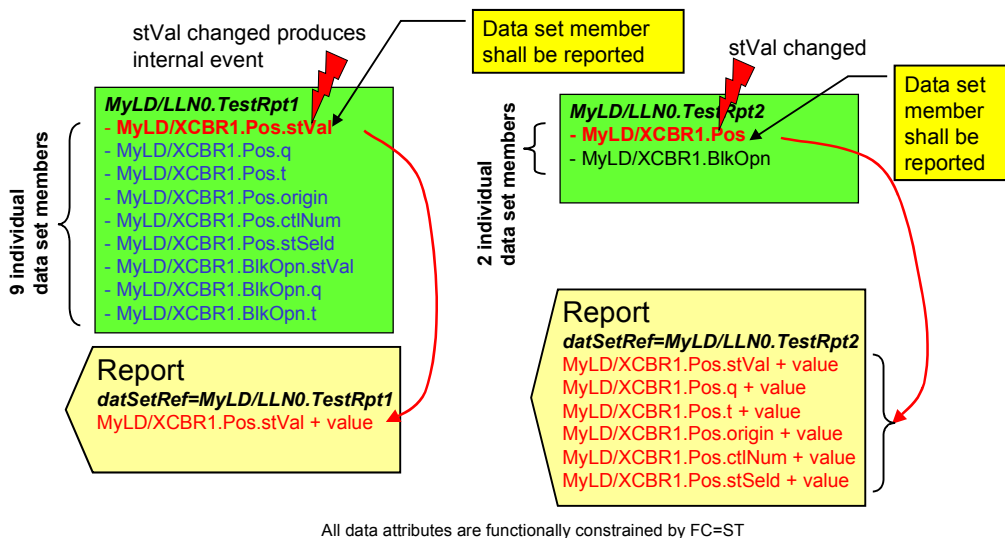 stVal changed produces
internal event
Data set member
shall be reported
MyLD/LLN0.TestRpt1
- MyLD/XCBR1.Pos.stVal
- MyLD/XCBR1.Pos.q
- MyLD/XCBR1.Pos.t
- MyLD/XCBR1.Pos.origin
- MyLD/XCBR1.Pos.ctlNum
- MyLD/XCBR1.Pos.stSeld
- MyLD/XCBR1.BlkOpn.stVal
- MyLD/XCBR1.BlkOpn.q
- MyLD/XCBR1.BlkOpn.t
9 individual
data set members
Report
datSetRef=MyLD/LLN0.TestRpt1
MyLD/XCBR1.Pos.stVal + value
stVal changed
Data set
member
shall be
reported
MyLD/LLN0.TestRpt2
- MyLD/XCBR1.Pos
- MyLD/XCBR1.BlkOpn
2 individual
data set members
Report
datSetRef=MyLD/LLN0.TestRpt2
MyLD/XCBR1.Pos.stVal + value
MyLD/XCBR1.Pos.q + value
MyLD/XCBR1.Pos.t + value
MyLD/XCBR1.Pos.origin + value
MyLD/XCBR1.Pos.ctlNum + value
MyLD/XCBR1.Pos.stSeld + value
All data attributes are functionally constrained by FC=ST